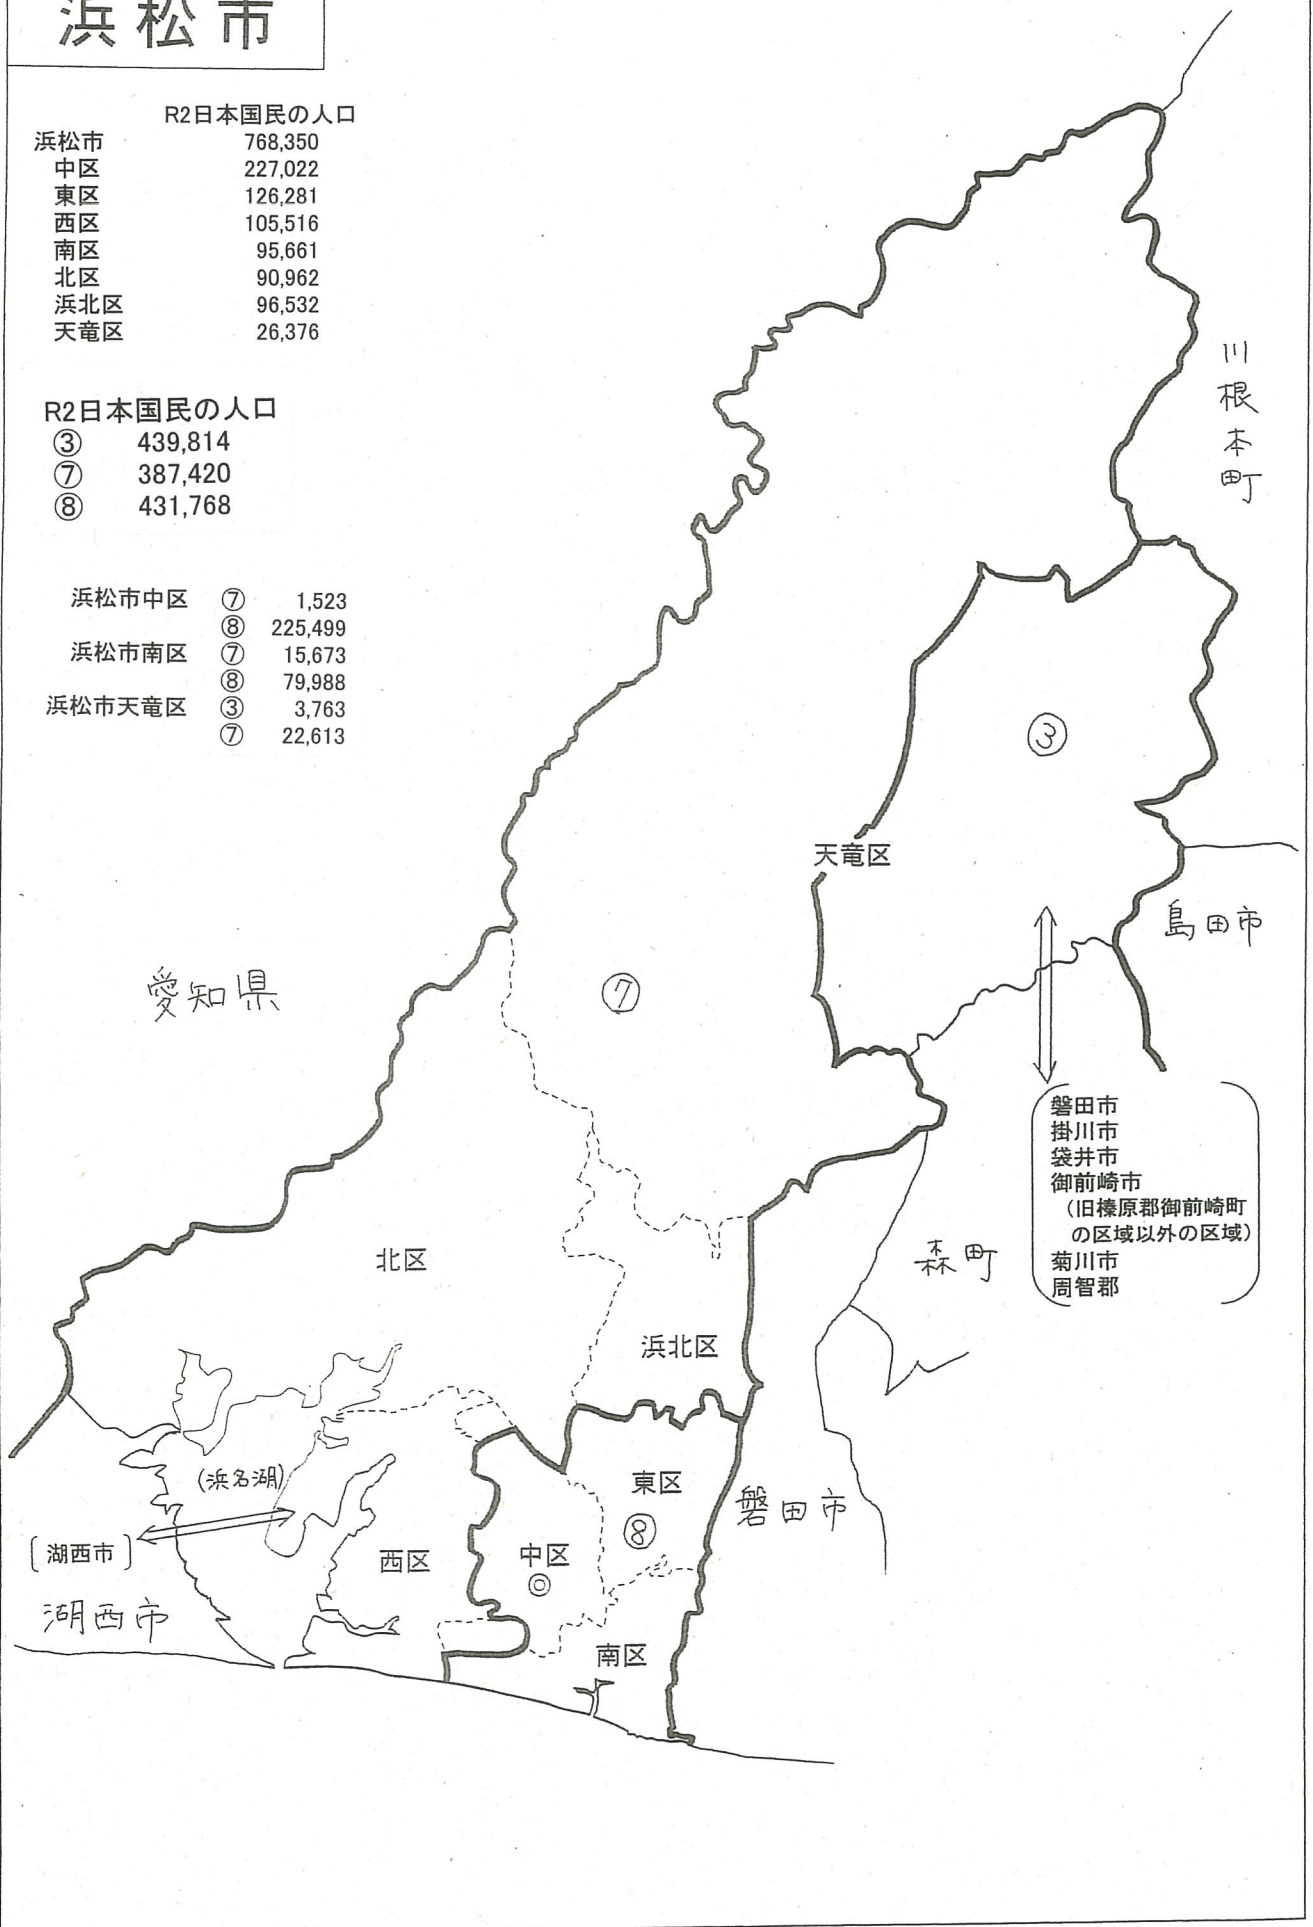 浜松市
R2日本国民の人口
浜松市 768,350
中区 227,022
東区 126,281
西区 105,516
南区 95,661
北区 90,962
浜北区 96,532
天竜区 26,376
R2日本国民の人口
③ 439,814
⑦ 387,420
⑧ 431,768
浜松市中区 ⑦ 1,523
⑧ 225,499
浜松市南区 ⑦ 15,673
⑧ 79,988
浜松市天竜区 ③ 3,763
⑦ 22,613
川根本町
③
天竜区
島田市
愛知県
⑦
磐田市
掛川市
袋井市
御前崎市
(旧榛原郡御前崎町
の区域以外の区域)
菊川市
周智郡
北区
森町
浜北区
(浜名湖)
東区
磐田市
⑧
〔湖西市〕
西区
中区
◎
湖西市
南区